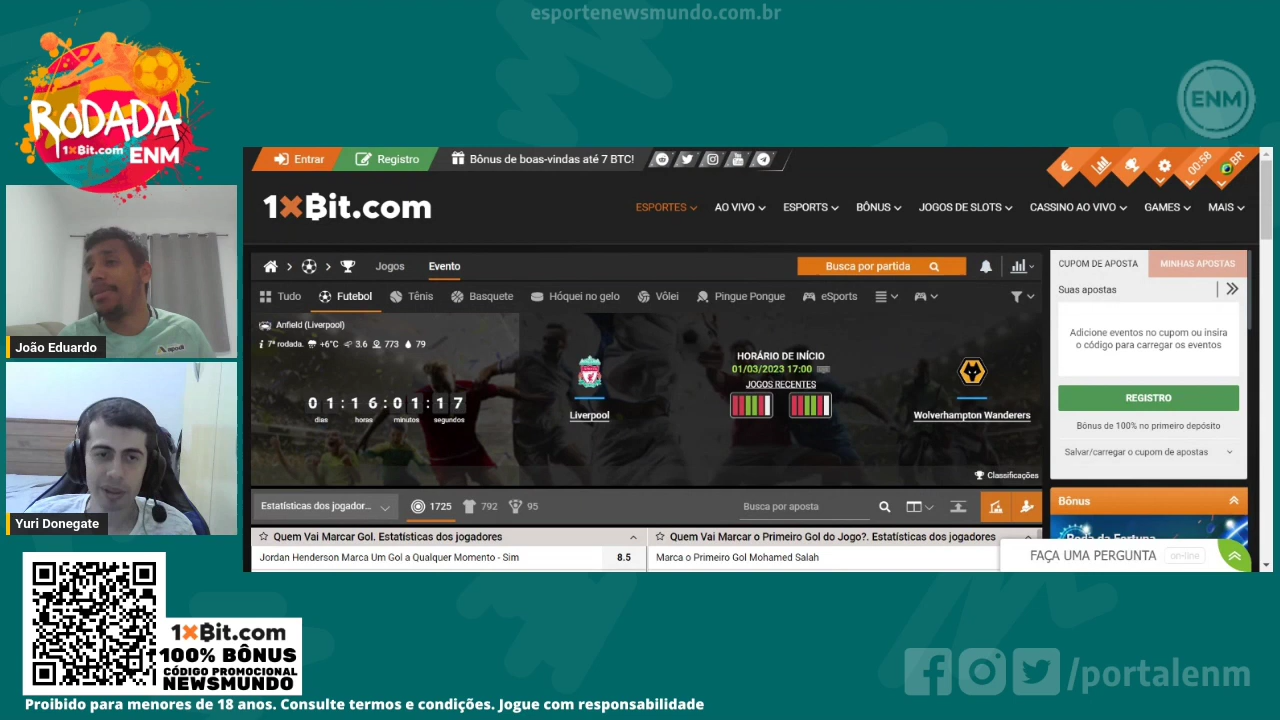 esportenewsmundo.com.br
RODADA
1xBit.com
ENM
ENM
João Eduardo
Yuri Donegate
Entrar
Registro
Bônus de boas-vindas até 7 BTC!
00:58
BR
1xBit.com
ESPORTES
AO VIVO
ESPORTS
BÔNUS
JOGOS DE SLOTS
CASSINO AO VIVO
GAMES
MAIS
Jogos
Evento
Busca por partida
Tudo
Futebol
Tênis
Basquete
Hóquei no gelo
Vôlei
Pingue Pongue
eSports
Anfield (Liverpool)
7ª rodada. +6°C 3.6 773 79
01:16:01:17
dias horas minutos segundos
Liverpool
HORÁRIO DE INÍCIO
01/03/2023 17:00
JOGOS RECENTES
Wolverhampton Wanderers
Classificações
Estatísticas dos jogador...
1725
792
95
Busca por aposta
Quem Vai Marcar Gol. Estatísticas dos jogadores
Jordan Henderson Marca Um Gol a Qualquer Momento - Sim 8.5
Quem Vai Marcar o Primeiro Gol do Jogo?. Estatísticas dos jogadores
Marca o Primeiro Gol Mohamed Salah
CUPOM DE APOSTA
MINHAS APOSTAS
Suas apostas
Adicione eventos no cupom ou insira
o código para carregar os eventos
REGISTRO
Bônus de 100% no primeiro depósito
Salvar/carregar o cupom de apostas
Bônus
Roda da Fortuna
FAÇA UMA PERGUNTA
on-line
1xBit.com
100% BÔNUS
CÓDIGO PROMOCIONAL
NEWSMUNDO
/portalenm
Proibido para menores de 18 anos. Consulte termos e condições. Jogue com responsabilidade